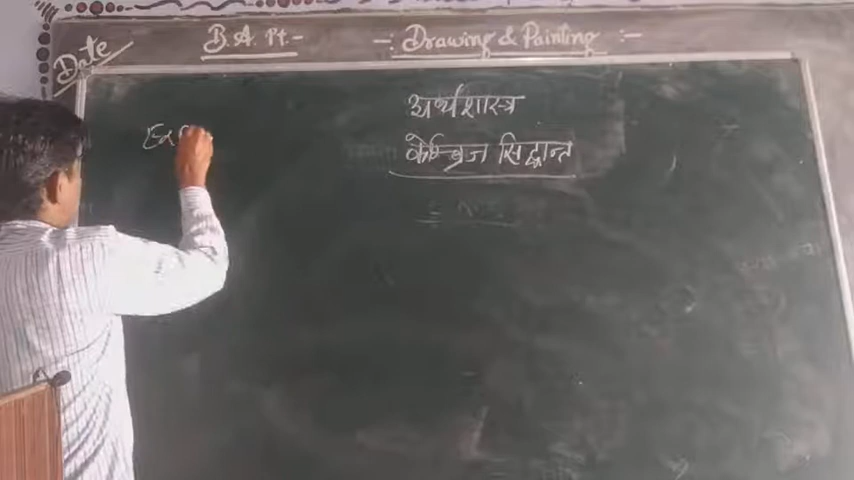 Date
B.A. Pt.-
-: Drawing & Painting :-
अर्थशास्त्र
केम्ब्रिज सिद्धान्त